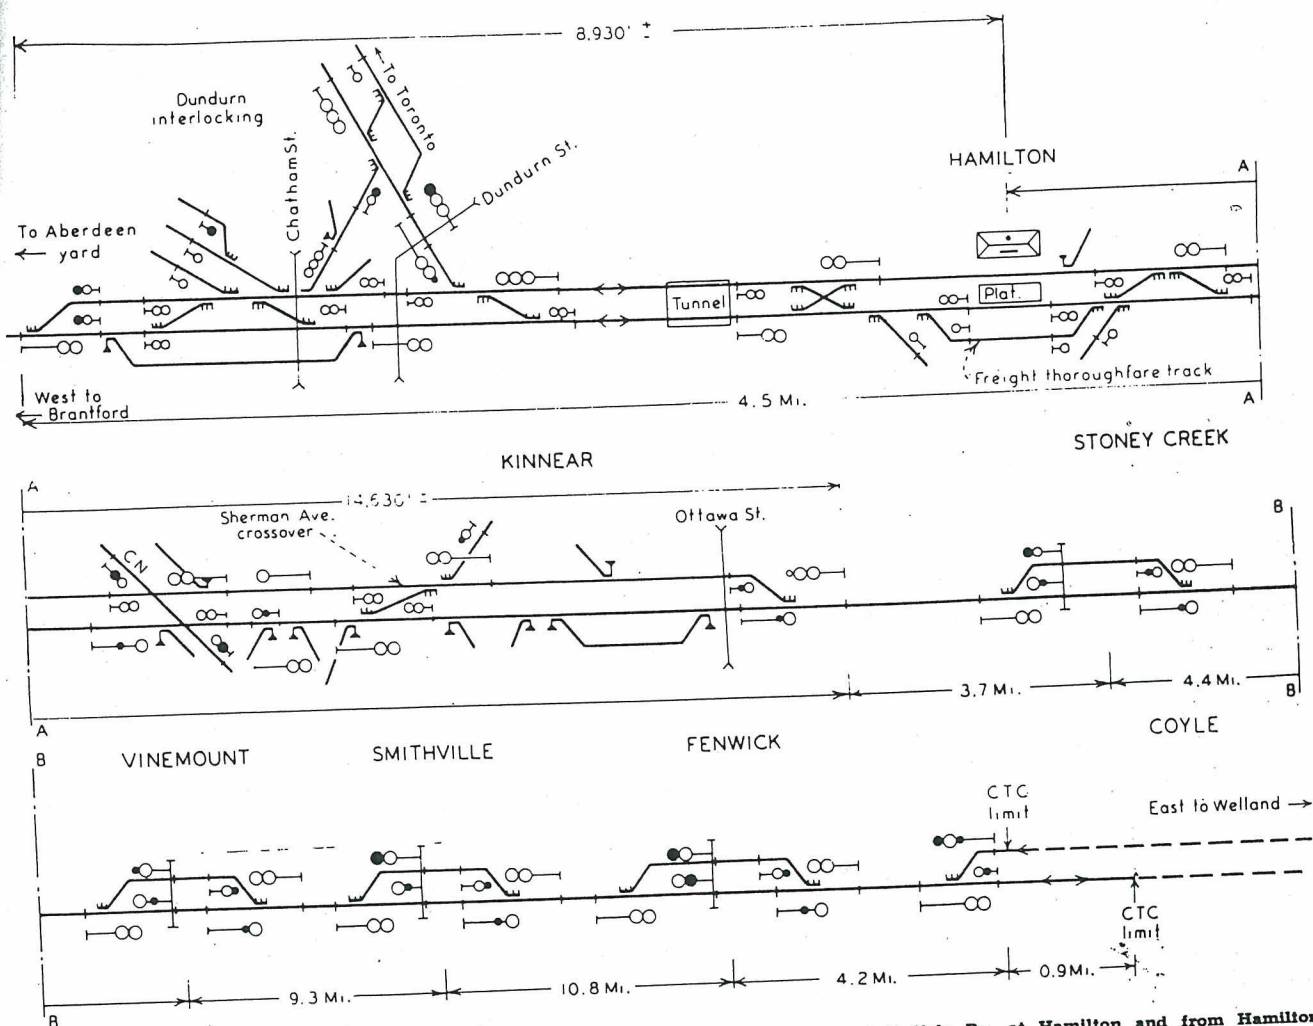 8,930' ±
To Toronto
Dundurn
interlocking
Chatham St.
Dundurn St.
HAMILTON
A
To Aberdeen
yard
Tunnel
Plat.
Freight thoroughfare track
West to
Brantford
4.5 Mi.
A
STONEY CREEK
KINNEAR
A
14,630' ±
Sherman Ave.
crossover
Ottawa St.
B
CN
3.7 Mi.
4.4 Mi.
B
A
COYLE
B
VINEMOUNT
SMITHVILLE
FENWICK
CTC
limit
East to Welland
CTC
limit
9.3 Mi.
10.8 Mi.
4.2 Mi.
0.9 Mi.
B
at Hamilton and from Hamilton